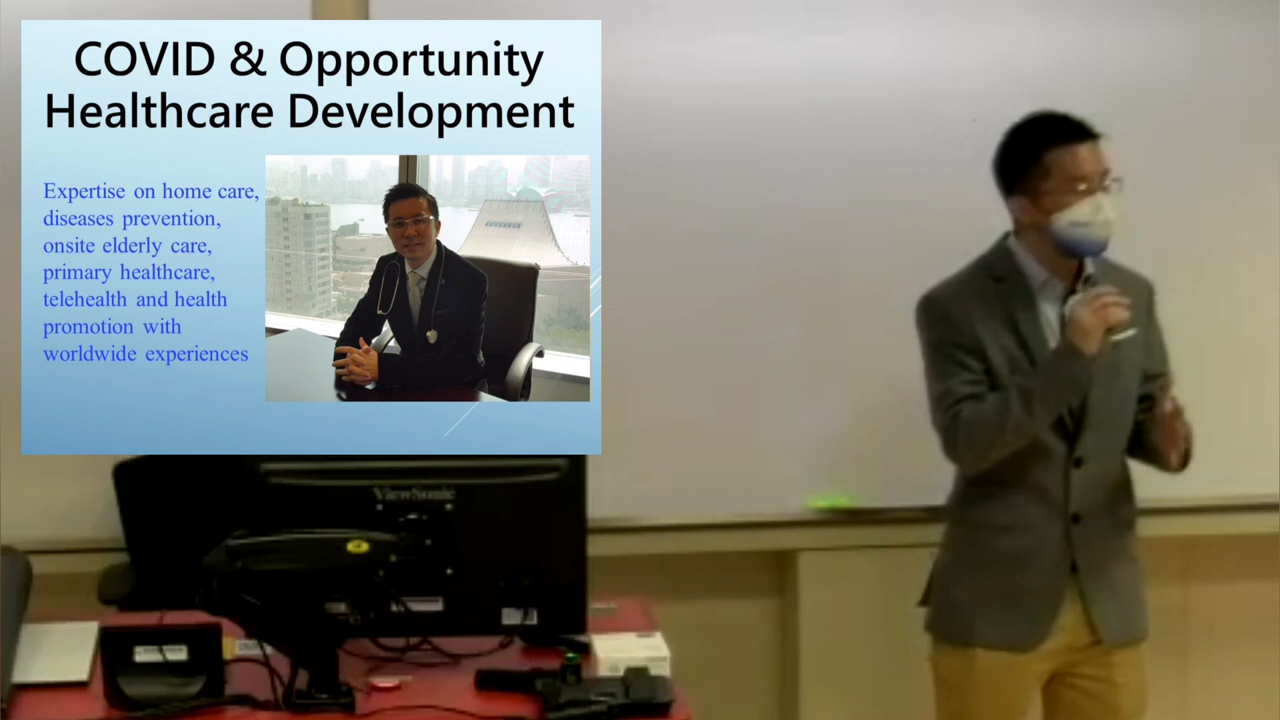 COVID & Opportunity
Healthcare Development
Expertise on home care,
diseases prevention,
onsite elderly care,
primary healthcare,
telehealth and health
promotion with
worldwide experiences
ViewSonic